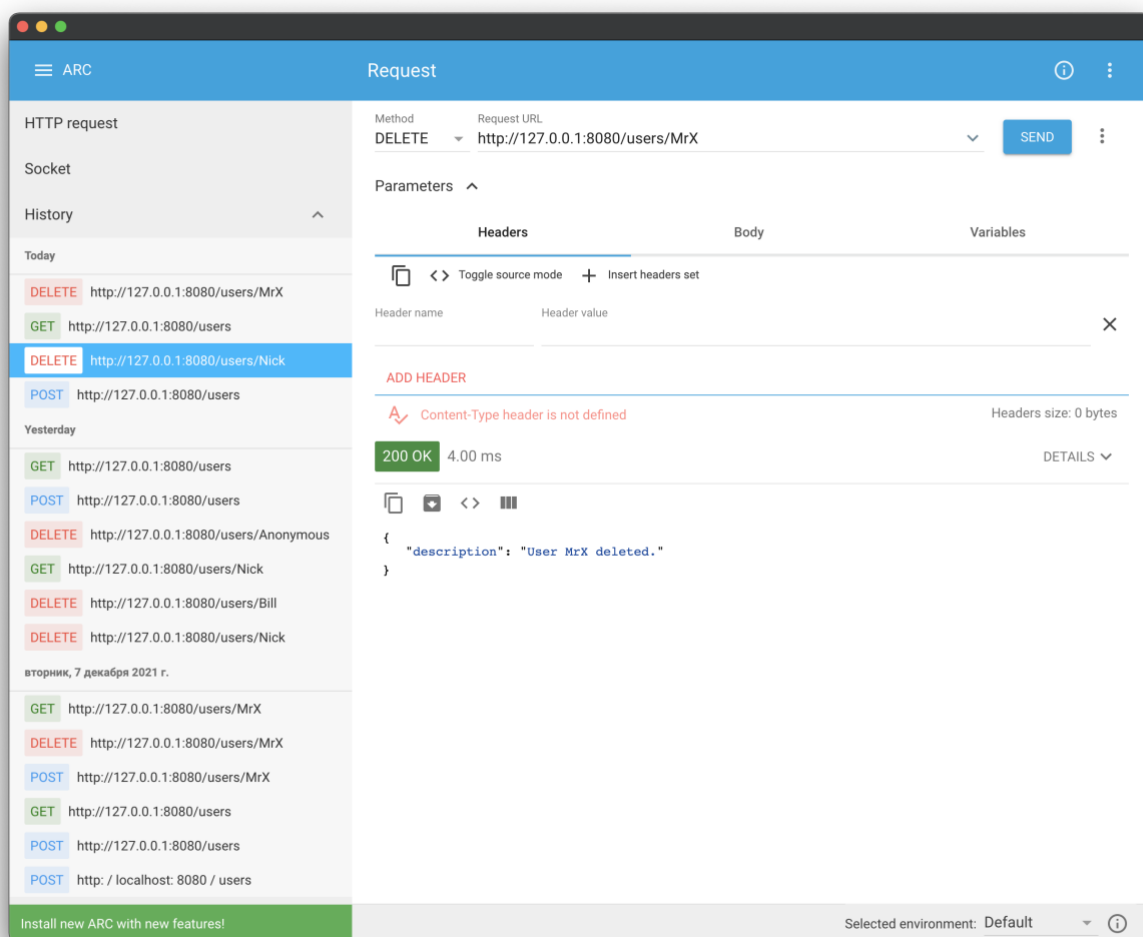 ARC
Request
HTTP request
Socket
History
Today
DELETE http://127.0.0.1:8080/users/MrX
GET http://127.0.0.1:8080/users
DELETE http://127.0.0.1:8080/users/Nick
POST http://127.0.0.1:8080/users
Yesterday
GET http://127.0.0.1:8080/users
POST http://127.0.0.1:8080/users
DELETE http://127.0.0.1:8080/users/Anonymous
GET http://127.0.0.1:8080/users/Nick
DELETE http://127.0.0.1:8080/users/Bill
DELETE http://127.0.0.1:8080/users/Nick
вторник, 7 декабря 2021 г.
GET http://127.0.0.1:8080/users/MrX
DELETE http://127.0.0.1:8080/users/MrX
POST http://127.0.0.1:8080/users/MrX
GET http://127.0.0.1:8080/users
POST http://127.0.0.1:8080/users
POST http: / localhost: 8080 / users
Install new ARC with new features!
Method Request URL
DELETE http://127.0.0.1:8080/users/MrX SEND
Parameters
Headers Body Variables
Toggle source mode Insert headers set
Header name Header value
ADD HEADER
Content-Type header is not defined Headers size: 0 bytes
200 OK 4.00 ms DETAILS
{
"description": "User MrX deleted."
}
Selected environment: Default